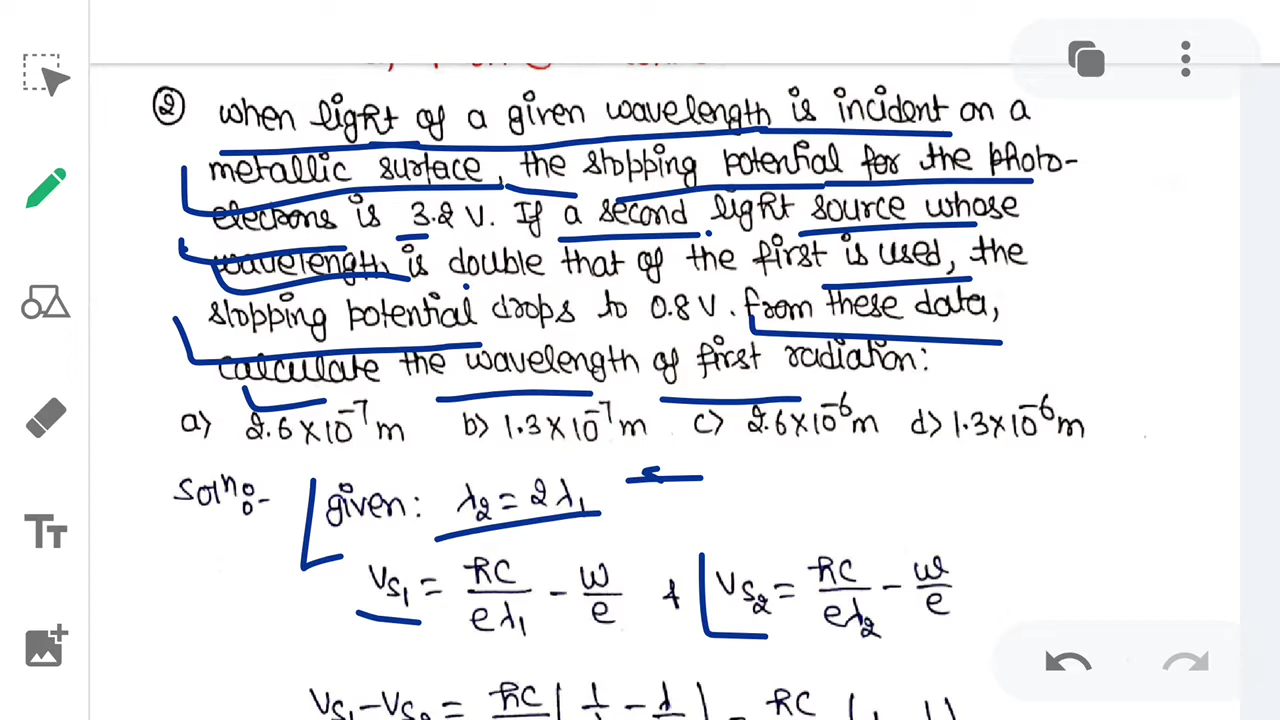 ② When light of a given wavelength is incident on a
metallic surface, the stopping potential for the photo-
electrons is 3.2 V. If a second light source whose
wavelength is double that of the first is used, the
stopping potential drops to 0.8 V. from these data,
calculate the wavelength of first radiation:
a) 2.6×10⁻⁷m b) 1.3×10⁻⁷m c) 2.6×10⁻⁶m d) 1.3×10⁻⁶m
Solⁿ:- given: λ₂ = 2λ₁
Vs₁ = hc/eλ₁ - W/e & Vs₂ = hc/eλ₂ - W/e
Vs₁-Vs₂ =
Tт